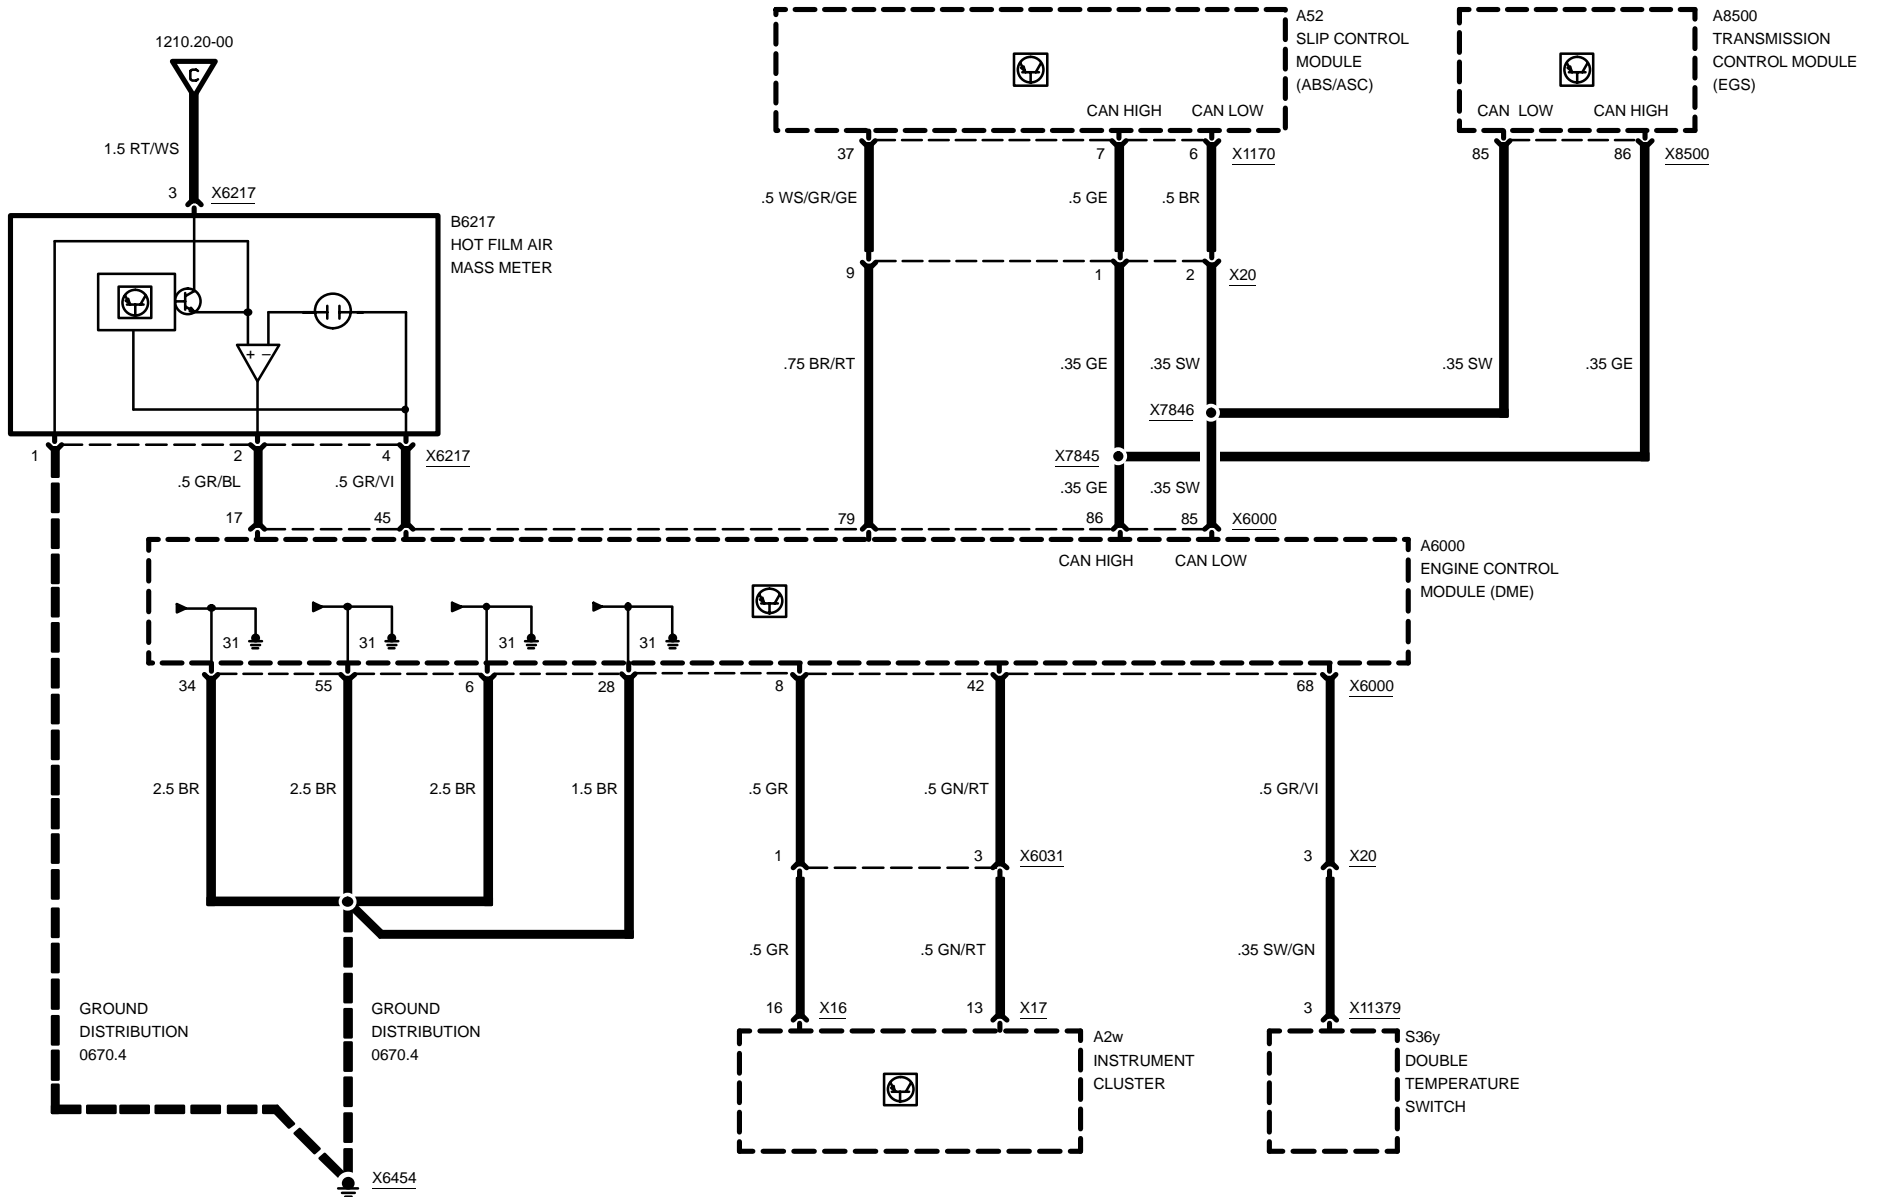 1210.20-00
C
1.5 RT/WS
3 X6217
B6217
HOT FILM AIR
MASS METER
+ −
1 2 4 X6217
.5 GR/BL .5 GR/VI
17 45
A52
SLIP CONTROL
MODULE
(ABS/ASC)
CAN HIGH CAN LOW
37 7 6 X1170
.5 WS/GR/GE .5 GE .5 BR
9 1 2 X20
.75 BR/RT .35 GE .35 SW
X7846
X7845
.35 GE .35 SW
79 86 85 X6000
A8500
TRANSMISSION
CONTROL MODULE
(EGS)
CAN LOW CAN HIGH
85 86 X8500
.35 SW .35 GE
CAN HIGH CAN LOW
A6000
ENGINE CONTROL
MODULE (DME)
31 31 31 31
34 55 6 28 8 42 68 X6000
2.5 BR 2.5 BR 2.5 BR 1.5 BR .5 GR .5 GN/RT .5 GR/VI
1 3 X6031 3 X20
.5 GR .5 GN/RT .35 SW/GN
16 X16 13 X17 3 X11379
GROUND
DISTRIBUTION
0670.4
GROUND
DISTRIBUTION
0670.4
A2w
INSTRUMENT
CLUSTER
S36y
DOUBLE
TEMPERATURE
SWITCH
X6454